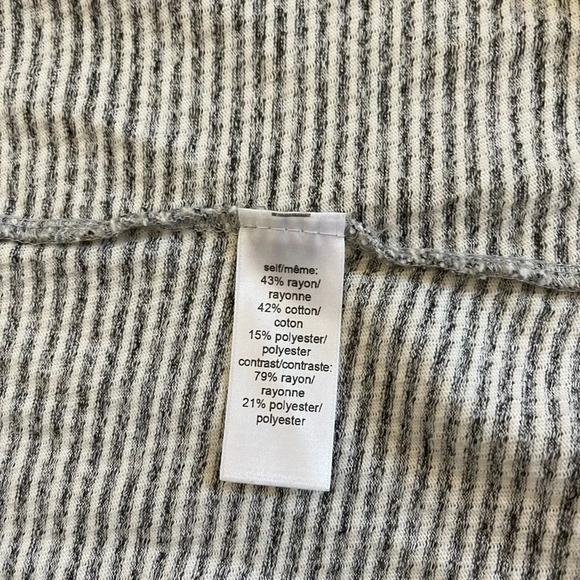 self/même:
43% rayon/
rayonne
42% cotton/
coton
15% polyester/
polyester
contrast/contraste:
79% rayon/
rayonne
21% polyester/
polyester